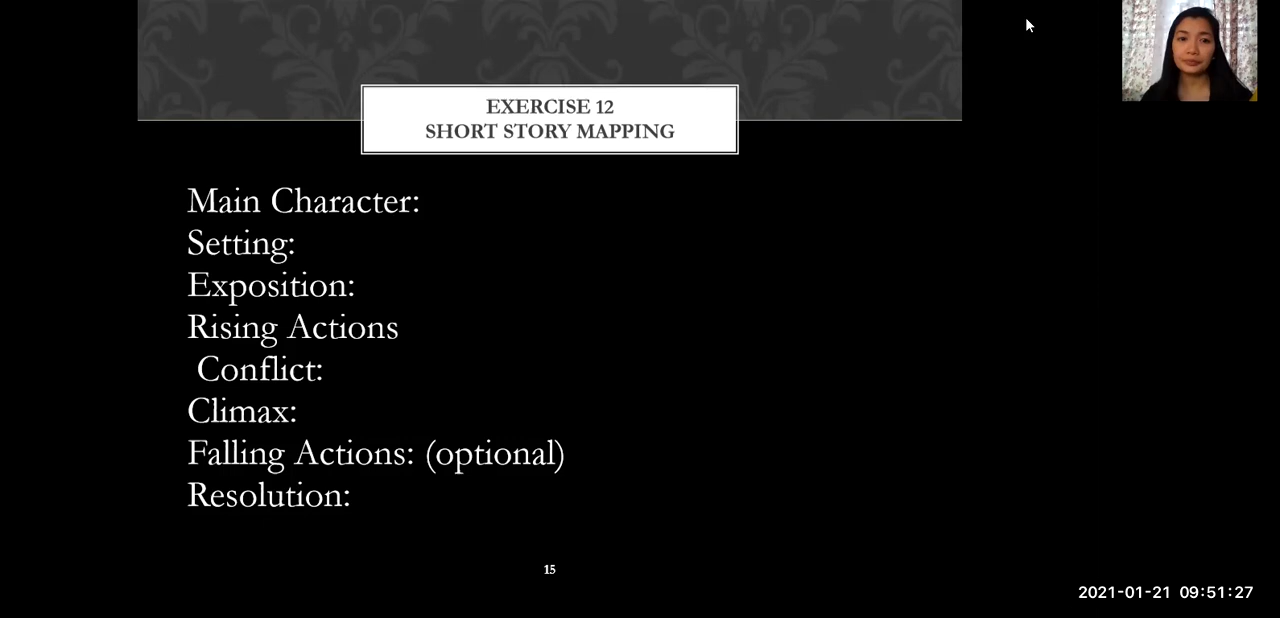 EXERCISE 12
SHORT STORY MAPPING
Main Character:
Setting:
Exposition:
Rising Actions
Conflict:
Climax:
Falling Actions: (optional)
Resolution:
15
2021-01-21 09:51:27